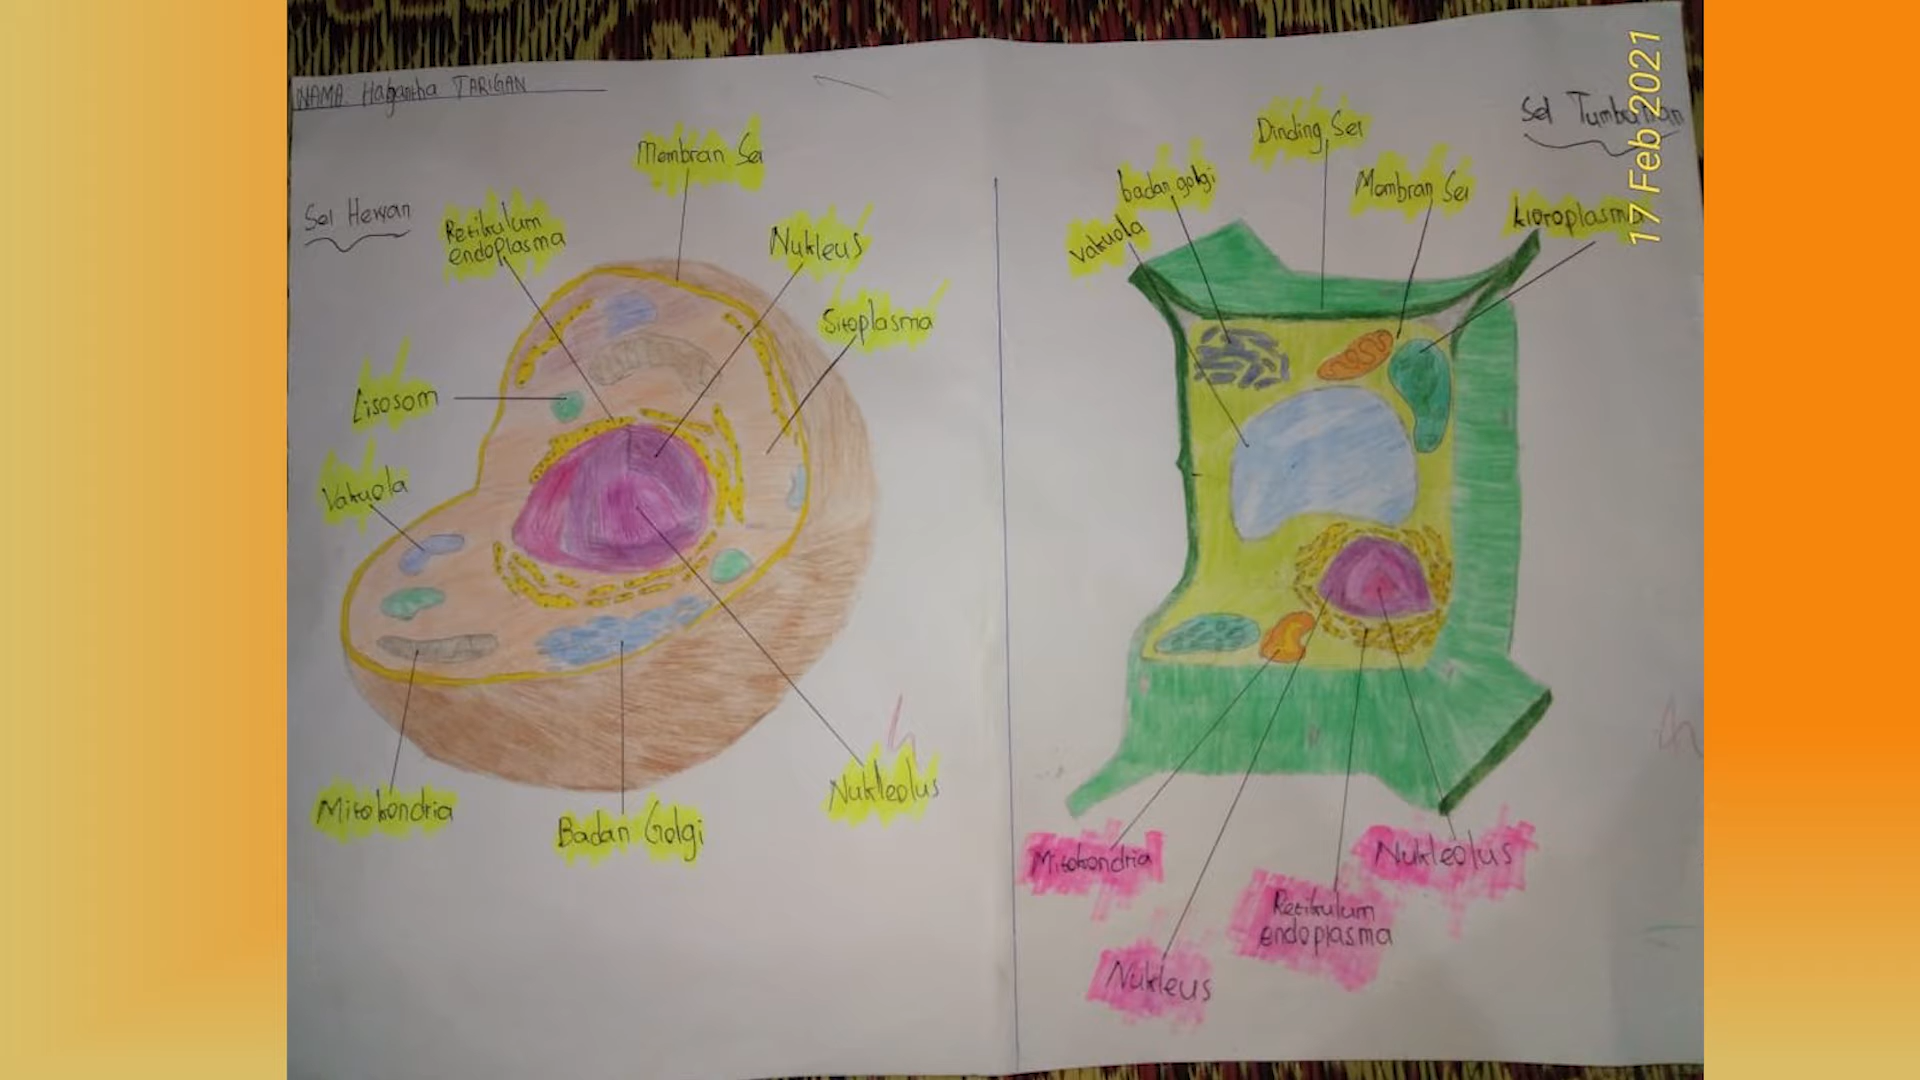 NAMA: Habantha TARIGAN
Sel Hewan
Membran Sel
Retikulum
endoplasma
Nukleus
Sitoplasma
Lisosom
Vakuola
Mitokondria
Badan Golgi
Nukleolus
Sel Tumbuhan
Dinding Sel
badan golgi
Membran Sel
Vakuola
kloroplasma
Mitokondria
Nukleolus
Retikulum
endoplasma
Nukleus
17 Feb 2021